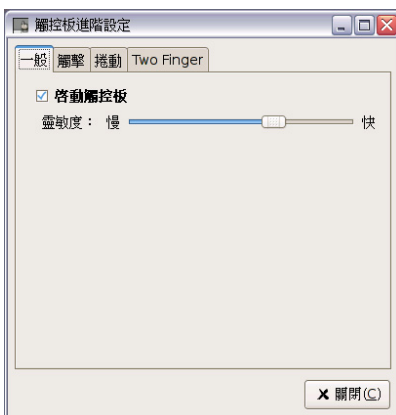 觸控板進階設定
一般 觸擊 捲動 Two Finger
啓動觸控板
靈敏度： 慢 快
關閉(C)